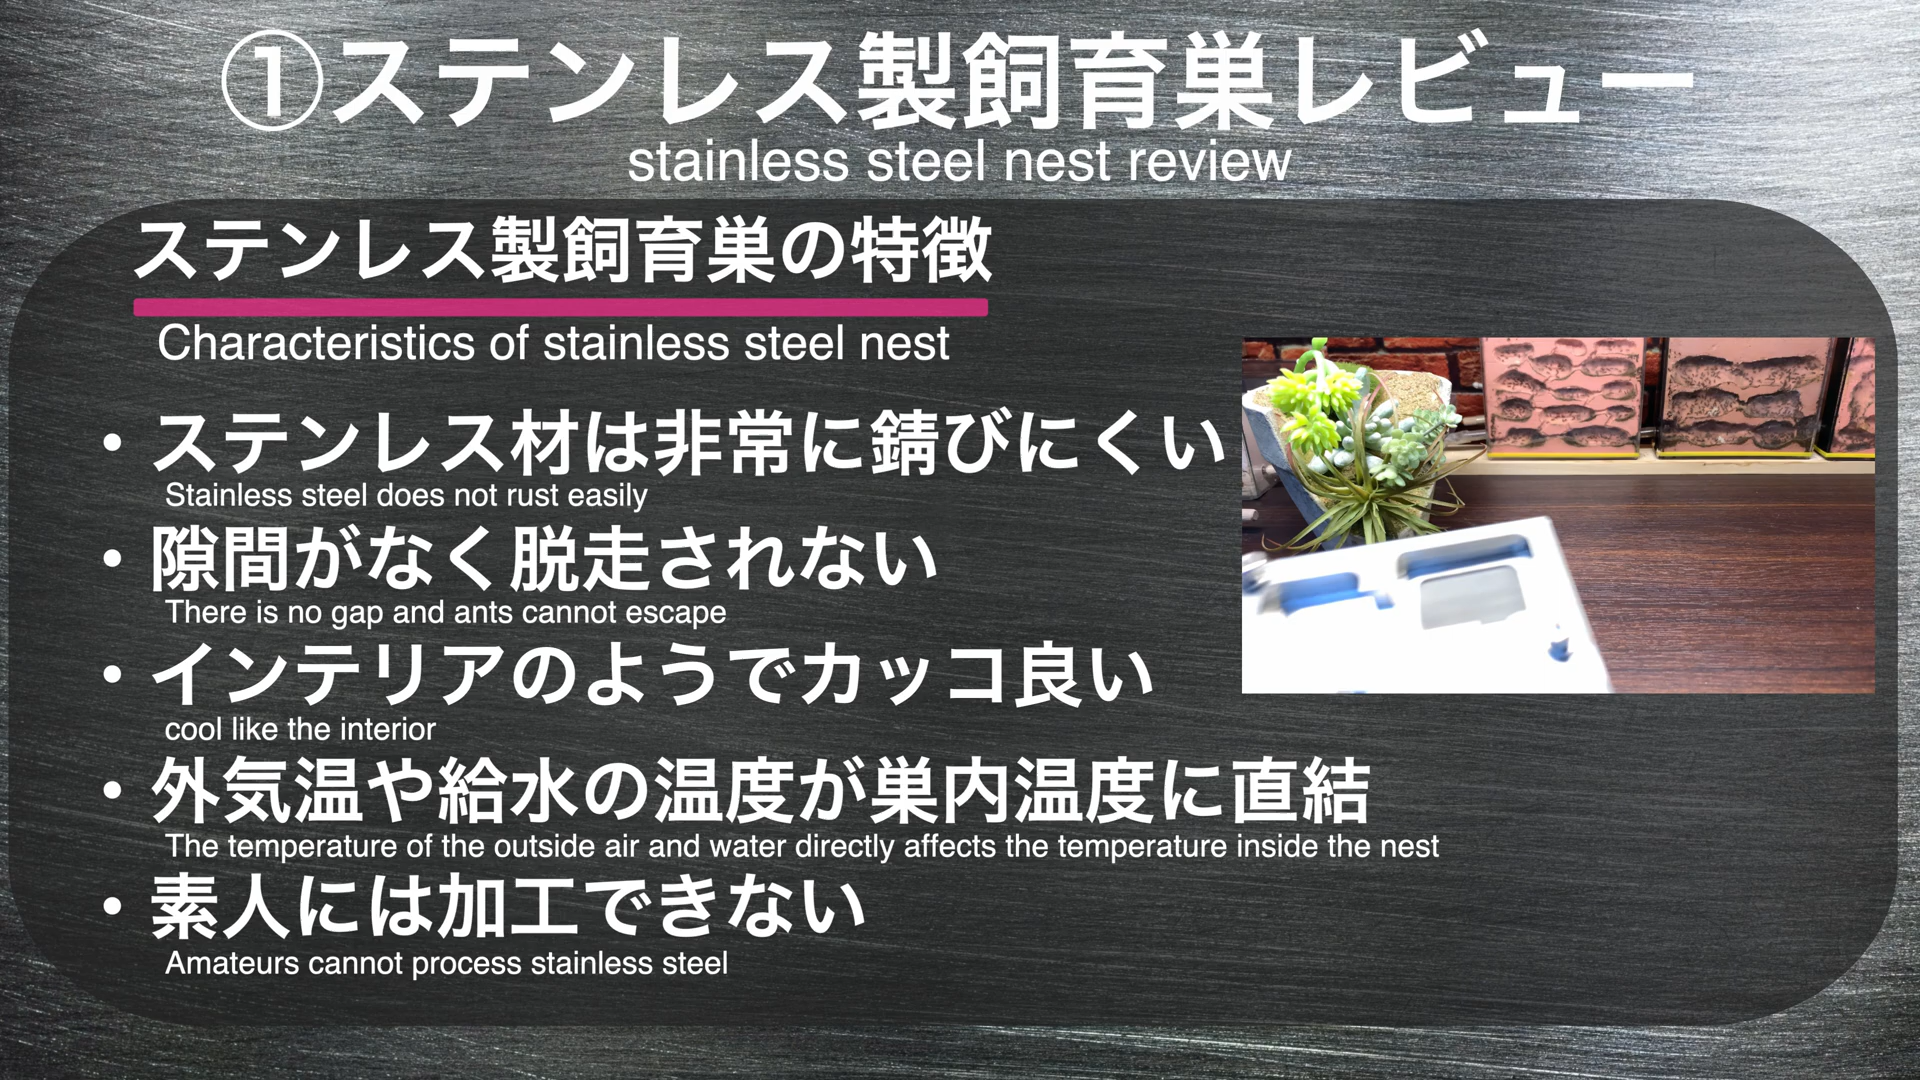 ①ステンレス製飼育巣レビュー
stainless steel nest review
ステンレス製飼育巣の特徴
Characteristics of stainless steel nest
• ステンレス材は非常に錆びにくい
Stainless steel does not rust easily
• 隙間がなく脱走されない
There is no gap and ants cannot escape
• インテリアのようでカッコ良い
cool like the interior
• 外気温や給水の温度が巣内温度に直結
The temperature of the outside air and water directly affects the temperature inside the nest
• 素人には加工できない
Amateurs cannot process stainless steel